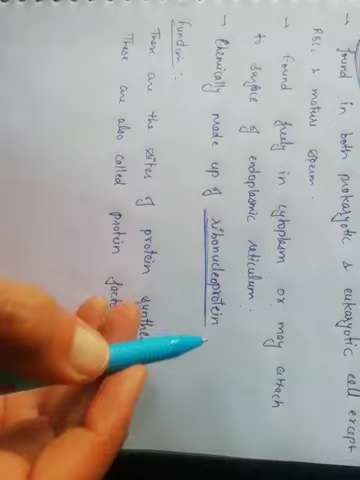 → found in both prokaryotic & eukaryotic cell except
RBCs & mature sperm.
→ found freely in cytoplasm or may attach
to surface of endoplasmic reticulum.
→ Chemically made up of ribonucleoprotein
Function :-
These are the sites of protein synthe
These are also called protein facto